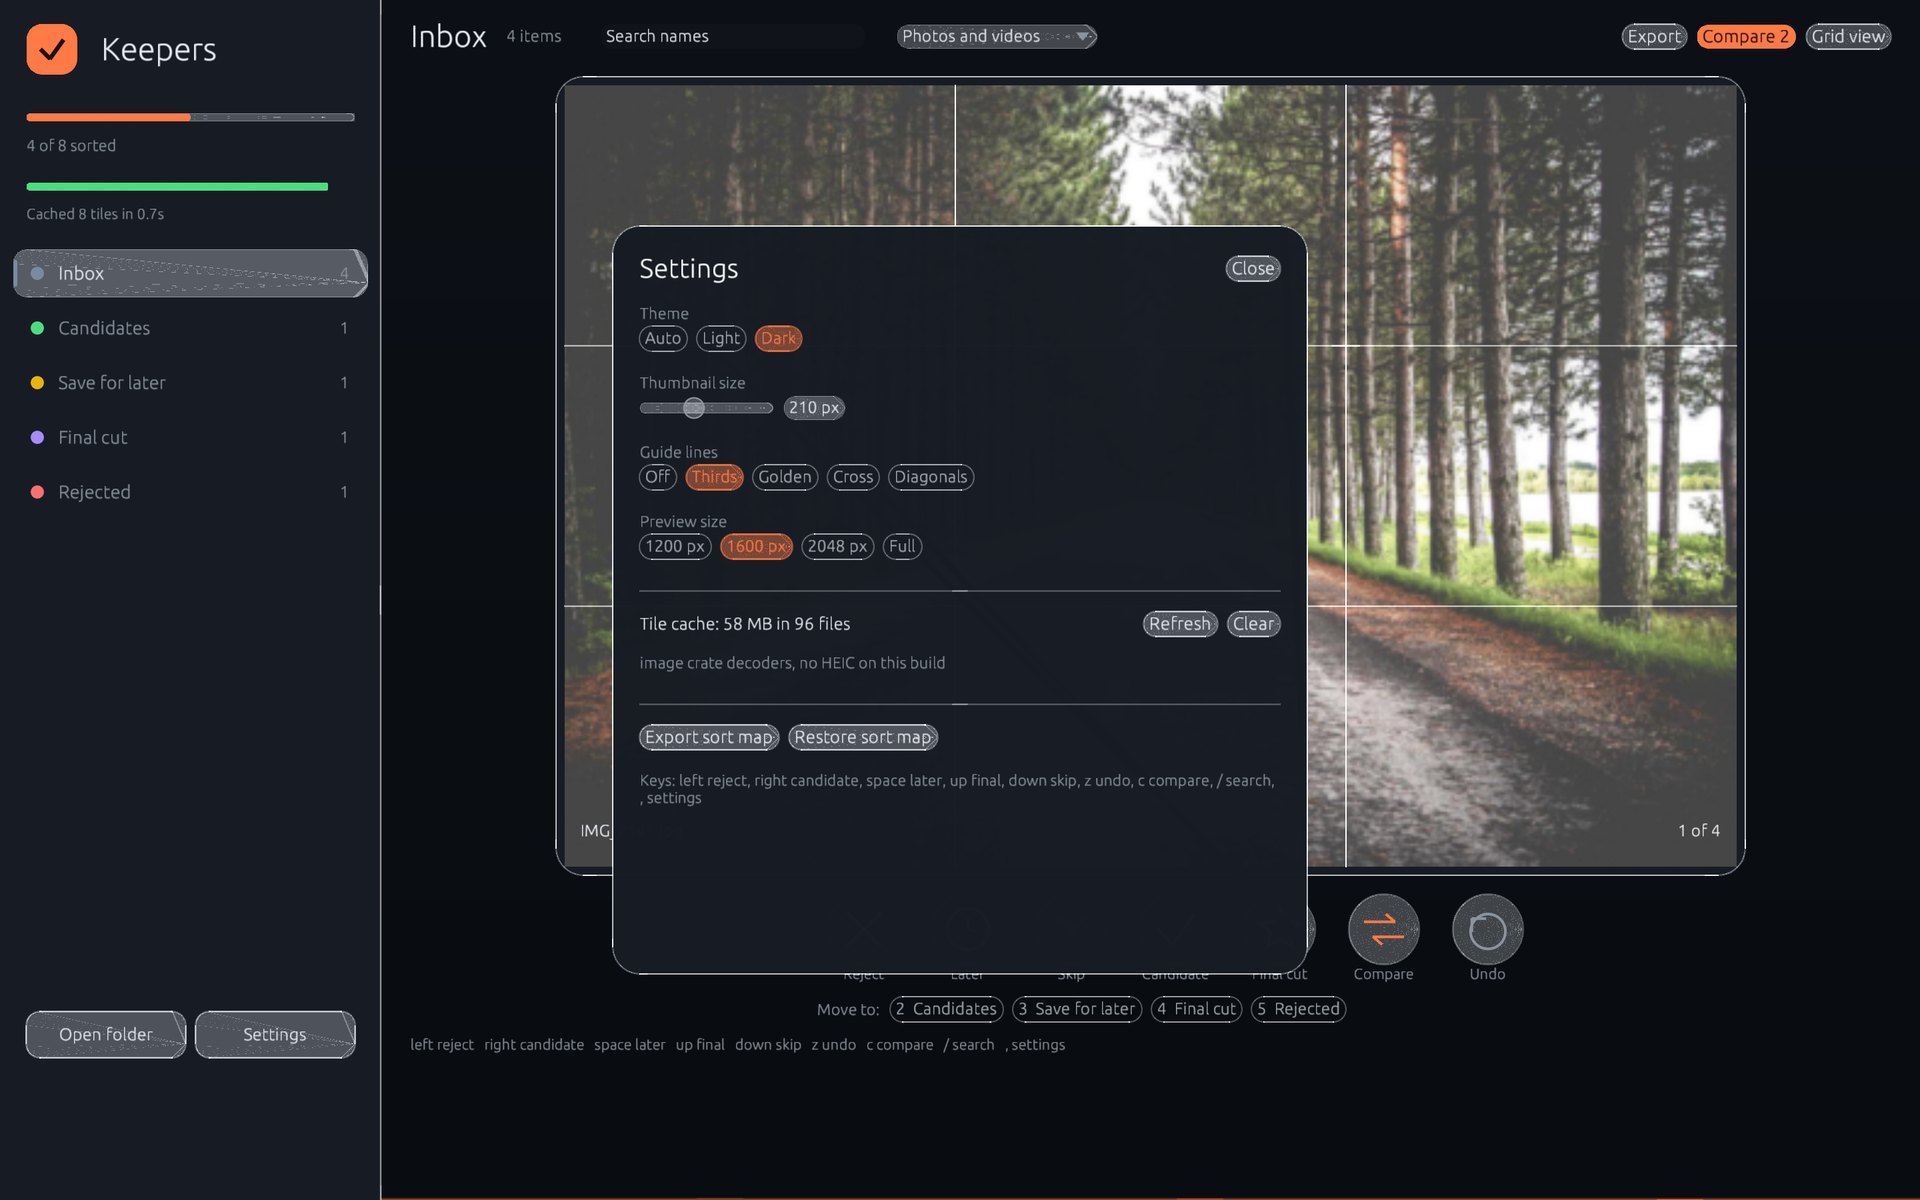 Keepers
4 of 8 sorted
Cached 8 tiles in 0.7s
Inbox 4
Candidates 1
Save for later 1
Final cut 1
Rejected 1
Open folder Settings
Inbox 4 items Search names Photos and videos Export Compare 2 Grid view
Settings Close
Theme
Auto Light Dark
Thumbnail size
210 px
Guide lines
Off Thirds Golden Cross Diagonals
Preview size
1200 px 1600 px 2048 px Full
Tile cache: 58 MB in 96 files Refresh Clear
image crate decoders, no HEIC on this build
Export sort map Restore sort map
Keys: left reject, right candidate, space later, up final, down skip, z undo, c compare, / search,
, settings
IMG_ 1 of 4
Reject Later Skip Candidate Final cut Compare Undo
Move to: 2 Candidates 3 Save for later 4 Final cut 5 Rejected
left reject right candidate space later up final down skip z undo c compare / search , settings